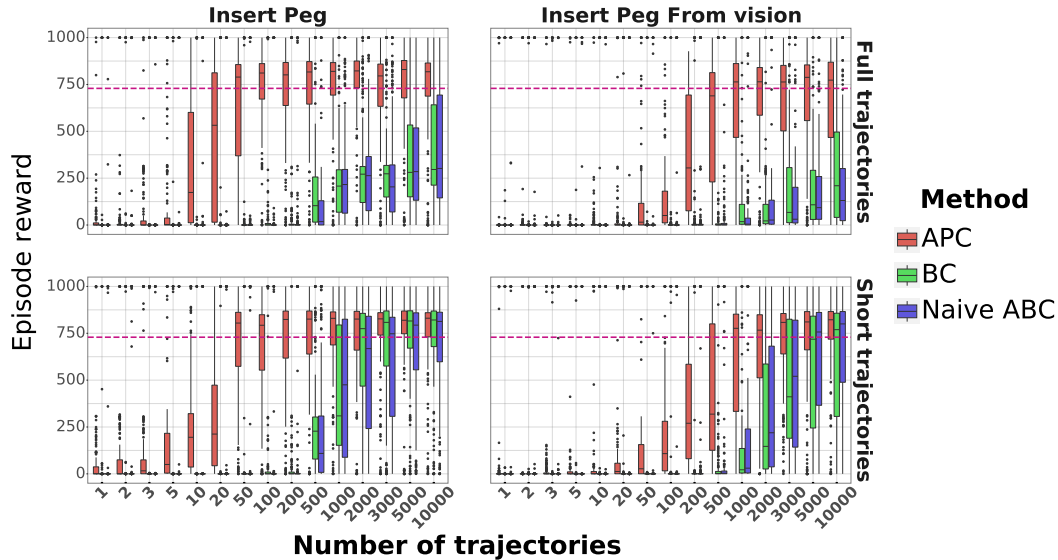 Insert Peg
Insert Peg From vision
1000
750
500
250
0
Full trajectories
1000
750
500
250
0
Short trajectories
Episode reward
1 2 3 5 10 20 50 100 200 500 1000 2000 3000 5000 10000
1 2 3 5 10 20 50 100 200 500 1000 2000 3000 5000 10000
Number of trajectories
Method
APC
BC
Naive ABC